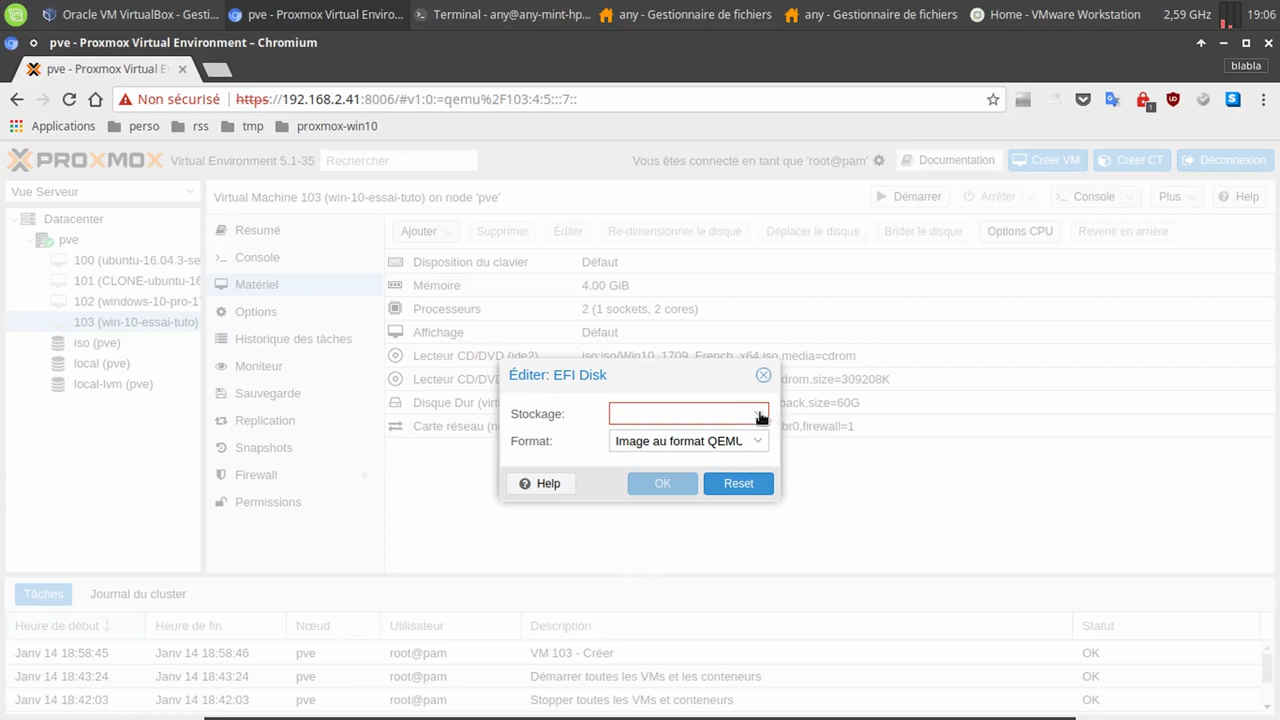 Oracle VM VirtualBox - Gesti...
pve - Proxmox Virtual Enviro...
Terminal - any@any-mint-hp...
any - Gestionnaire de fichiers
any - Gestionnaire de fichiers
Home - VMware Workstation
2,59 GHz
19:06
pve - Proxmox Virtual Environment – Chromium
pve - Proxmox Virtual E
blabla
Non sécurisé
https://192.168.2.41:8006/#v1:0:=qemu%2F103:4:5:::7::
1
Applications
perso
rss
tmp
proxmox-win10
PROXMOX
Virtual Environment 5.1-35
Rechercher
Vous êtes connecté en tant que 'root@pam'
Documentation
Créer VM
Créer CT
Déconnexion
Vue Serveur
Virtual Machine 103 (win-10-essai-tuto) on node 'pve'
Démarrer
Arrêter
Console
Plus
Help
Datacenter
pve
100 (ubuntu-16.04.3-se
101 (CLONE-ubuntu-16
102 (windows-10-pro-17
103 (win-10-essai-tuto)
iso (pve)
local (pve)
local-lvm (pve)
Résumé
Console
Matériel
Options
Historique des tâches
Moniteur
Sauvegarde
Replication
Snapshots
Firewall
Permissions
Ajouter
Supprimer
Éditer
Re-dimensionner le disque
Déplacer le disque
Brider le disque
Options CPU
Revenir en arrière
Disposition du clavier
Défaut
Mémoire
4.00 GiB
Processeurs
2 (1 sockets, 2 cores)
Affichage
Défaut
Lecteur CD/DVD (ide2)
iso:iso/Win10_1709_French_x64.iso,media=cdrom
Lecteur CD/DV
drom,size=309208K
Disque Dur (virti
back,size=60G
Carte réseau (ne
br0,firewall=1
Éditer: EFI Disk
Stockage:
Format:
Image au format QEMU
Help
OK
Reset
Tâches
Journal du cluster
Heure de début
Heure de fin
Nœud
Utilisateur
Description
Statut
Janv 14 18:58:45
Janv 14 18:58:46
pve
root@pam
VM 103 - Créer
OK
Janv 14 18:43:24
Janv 14 18:43:24
pve
root@pam
Démarrer toutes les VMs et les conteneurs
OK
Janv 14 18:42:03
Janv 14 18:42:03
pve
root@pam
Stopper toutes les VMs et conteneurs
OK